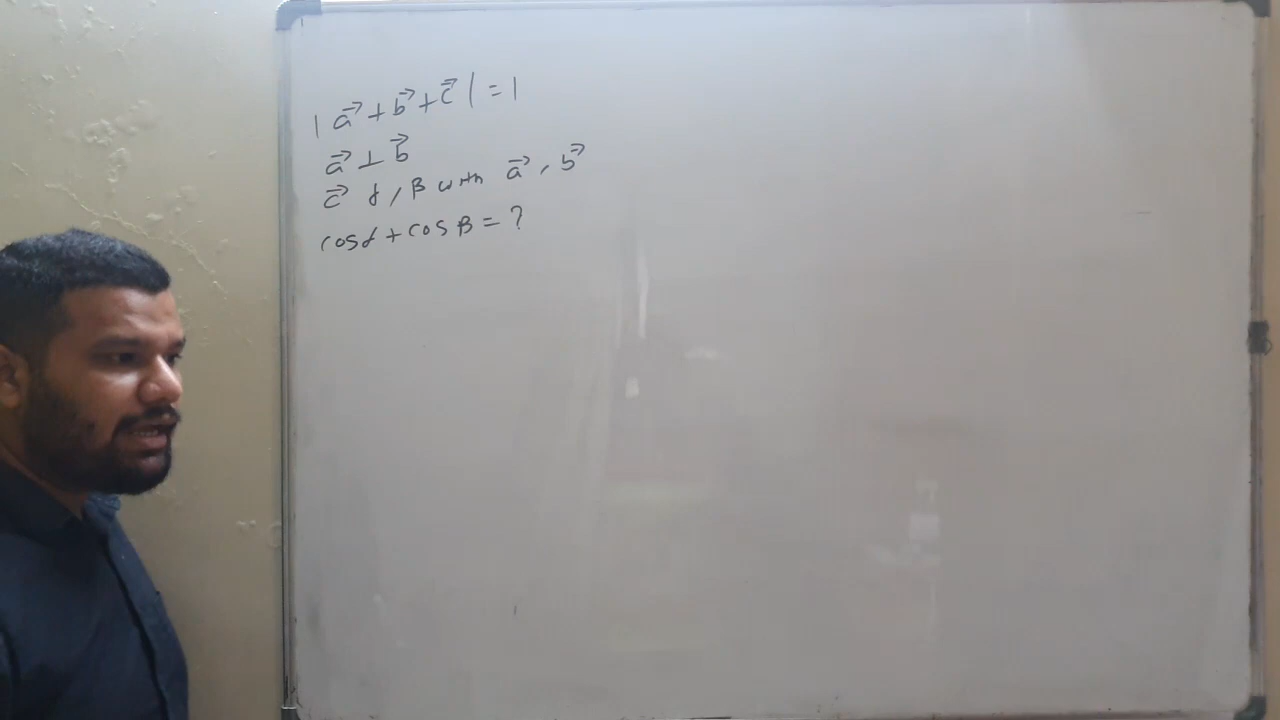 |a⃗+b⃗+c⃗|=1
a⃗⊥b⃗
c⃗ α,β with a⃗,b⃗
cosα+cosβ=?